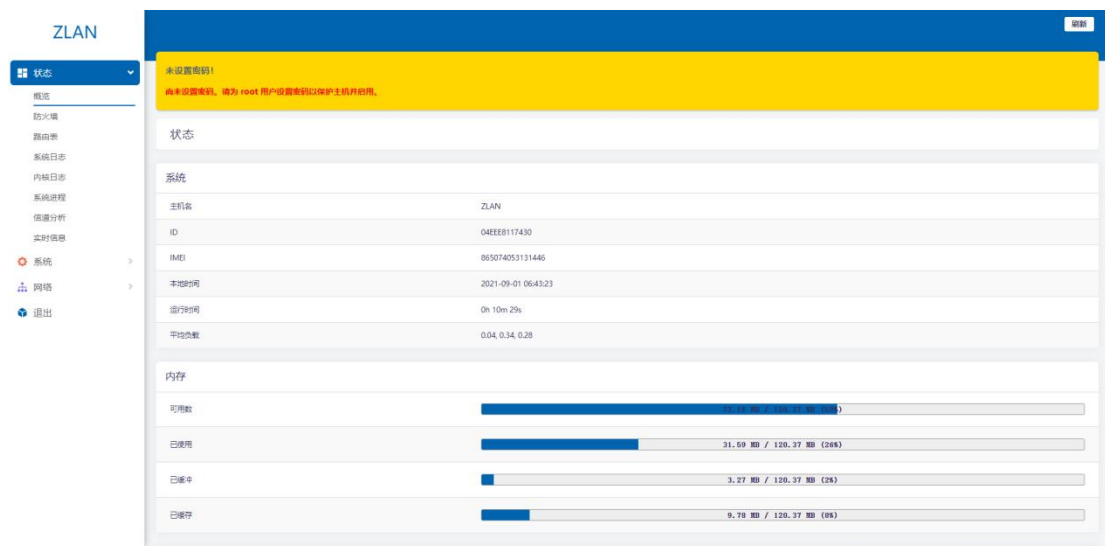 ZLAN
刷新
状态
概览
防火墙
路由表
系统日志
内核日志
系统进程
信道分析
实时信息
系统
网络
退出
未设置密码!
尚未设置密码。请为 root 用户设置密码以保护主机并启用。
状态
系统
主机名 ZLAN
ID 04EEE8117430
IMEI 865074053131446
本地时间 2021-09-01 06:43:23
运行时间 0h 10m 29s
平均负载 0.04, 0.34, 0.28
内存
可用数 MB / 120.37 MB
已使用 31.59 MB / 120.37 MB (26%)
已缓冲 3.27 MB / 120.37 MB (2%)
已缓存 9.78 MB / 120.37 MB (8%)